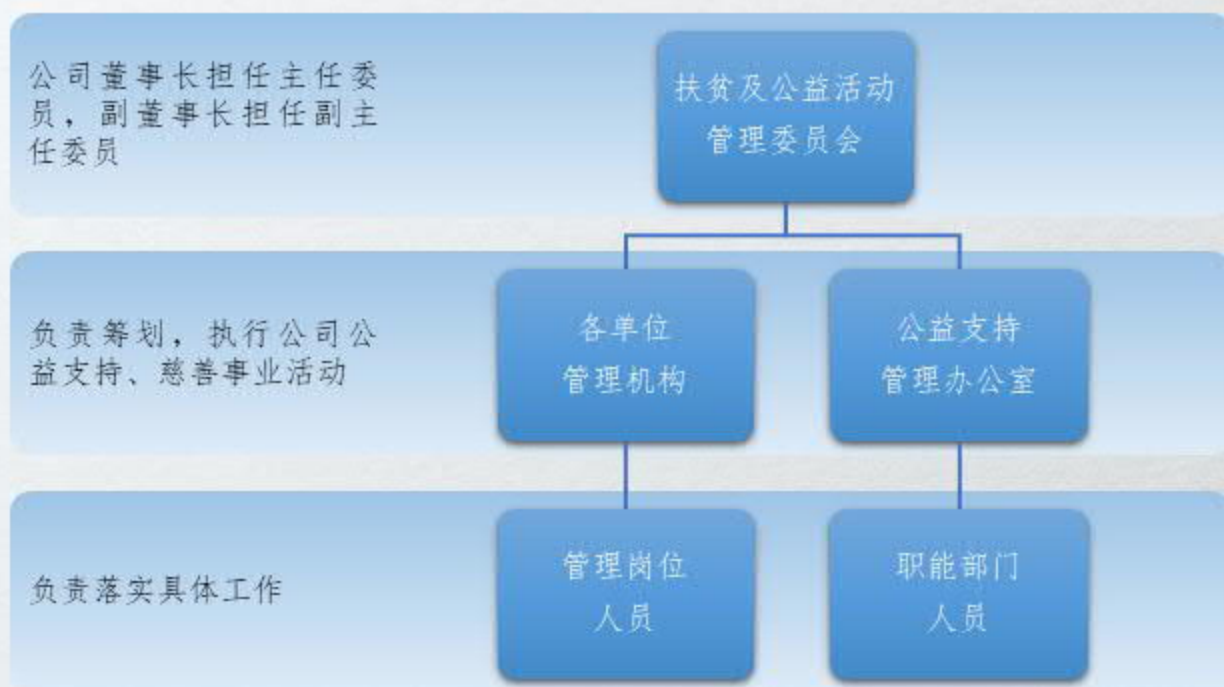 公司董事长担任主任委
员，副董事长担任副主
任委员
扶贫及公益活动
管理委员会
负责筹划，执行公司公
益支持、慈善事业活动
各单位
管理机构
公益支持
管理办公室
负责落实具体工作
管理岗位
人员
职能部门
人员